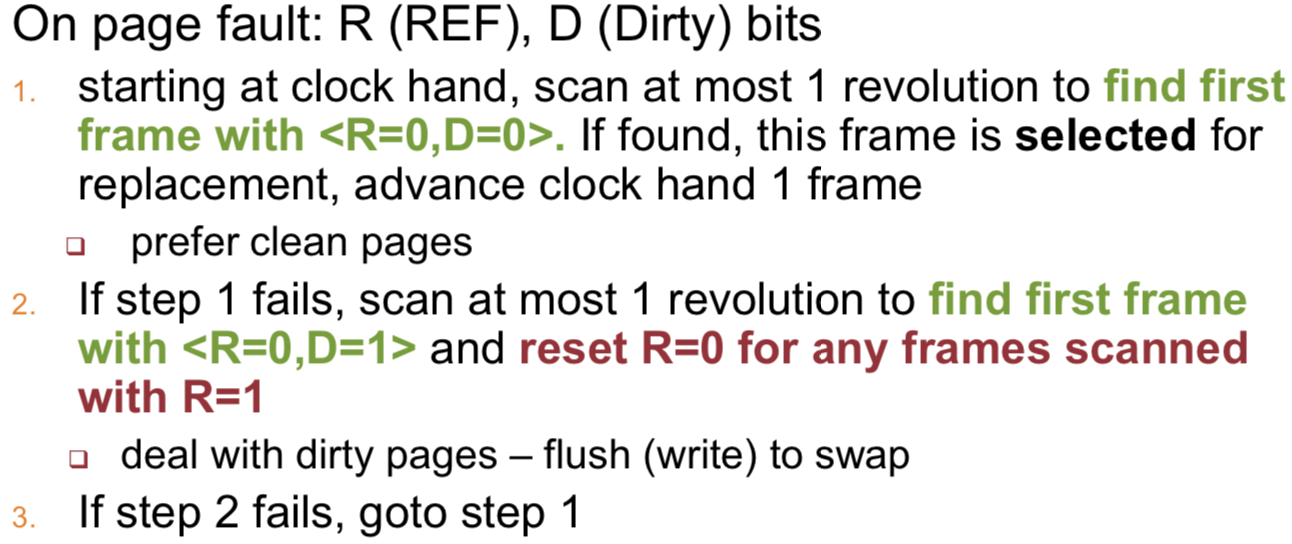 On page fault: R (REF), D (Dirty) bits
1. starting at clock hand, scan at most 1 revolution to find first
frame with <R=0,D=0>. If found, this frame is selected for
replacement, advance clock hand 1 frame
❑ prefer clean pages
2. If step 1 fails, scan at most 1 revolution to find first frame
with <R=0,D=1> and reset R=0 for any frames scanned
with R=1
❑ deal with dirty pages – flush (write) to swap
3. If step 2 fails, goto step 1